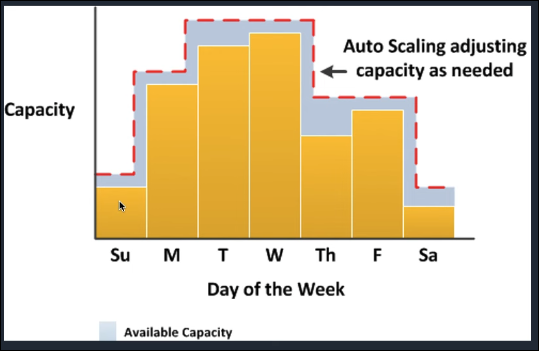 Auto Scaling adjusting
capacity as needed
Capacity
Su M T W Th F Sa
Day of the Week
Available Capacity